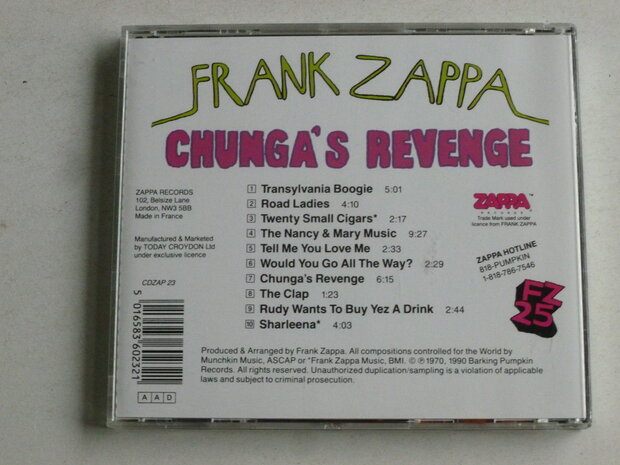 FRANK ZAPPA
CHUNGA'S REVENGE
ZAPPA RECORDS
102, Belsize Lane
London, NW3 5BB
Made in France
Manufactured & Marketed
by TODAY CROYDON Ltd
under exclusive licence
CDZAP 23
5 016583 602321
AAD
1 Transylvania Boogie 5:01
2 Road Ladies 4:10
3 Twenty Small Cigars* 2:17
4 The Nancy & Mary Music 9:27
5 Tell Me You Love Me 2:33
6 Would You Go All The Way? 2:29
7 Chunga's Revenge 6:15
8 The Clap 1:23
9 Rudy Wants To Buy Yez A Drink 2:44
10 Sharleena* 4:03
ZAPPA™
RECORDS
Trade Mark used under
licence from FRANK ZAPPA
ZAPPA HOTLINE
818-PUMPKIN
1-818-786-7546
FZ
25
Produced & Arranged by Frank Zappa. All compositions controlled for the World by
Munchkin Music, ASCAP or *Frank Zappa Music, BMI. © ℗ 1970, 1990 Barking Pumpkin
Records. All rights reserved. Unauthorized duplication/sampling is a violation of applicable
laws and subject to criminal prosecution.